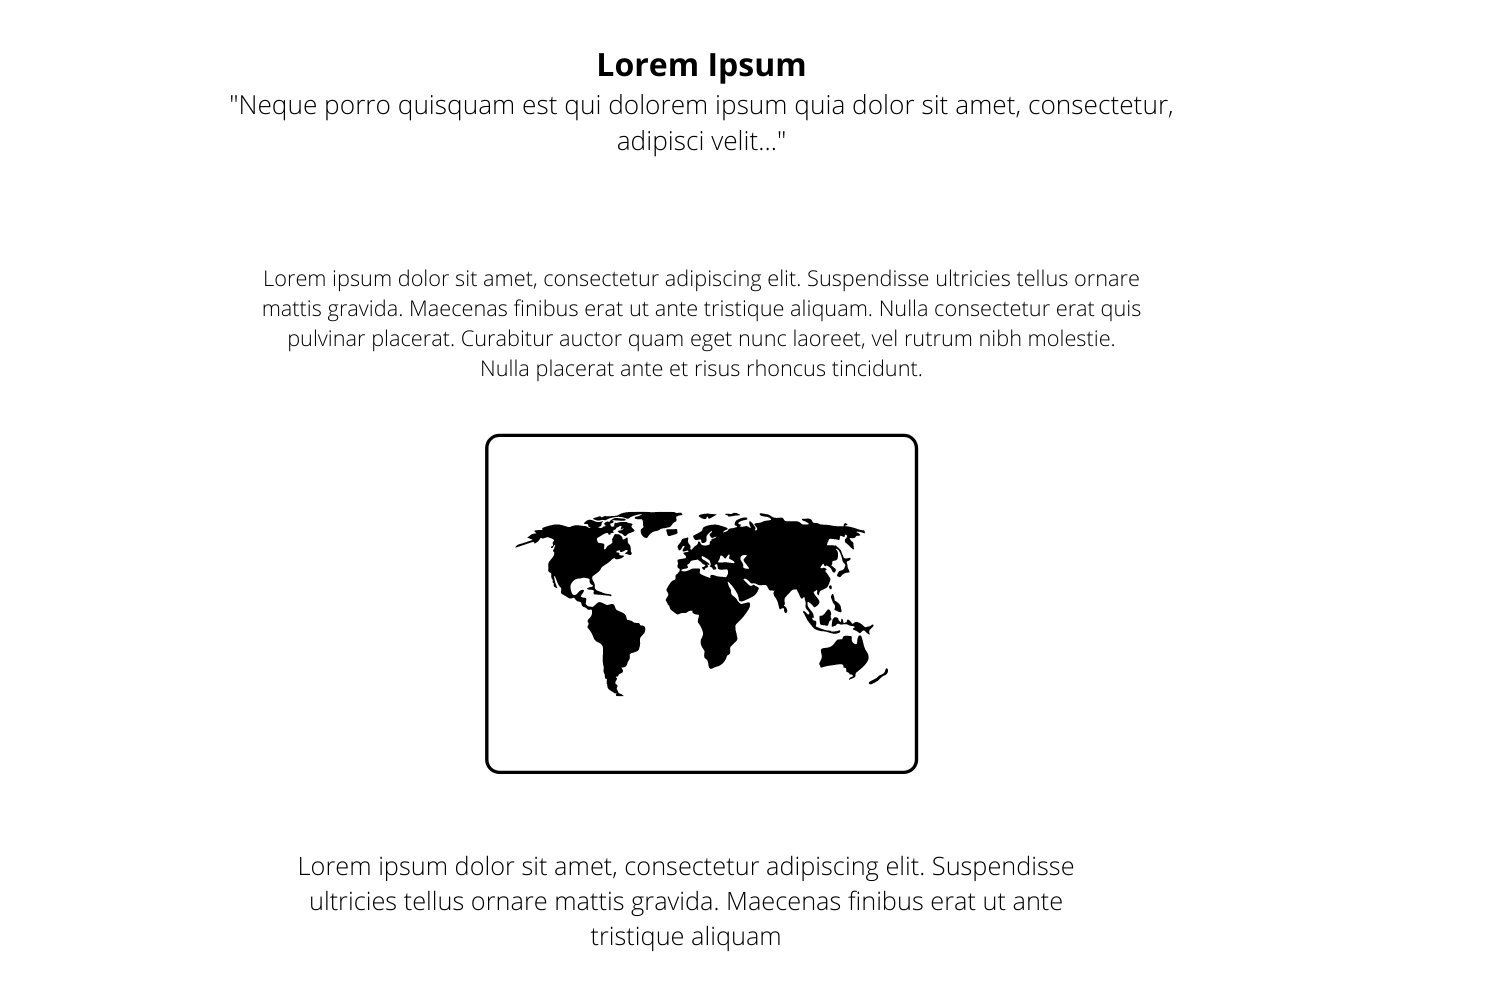 Lorem Ipsum
"Neque porro quisquam est qui dolorem ipsum quia dolor sit amet, consectetur,
adipisci velit..."
Lorem ipsum dolor sit amet, consectetur adipiscing elit. Suspendisse ultricies tellus ornare
mattis gravida. Maecenas finibus erat ut ante tristique aliquam. Nulla consectetur erat quis
pulvinar placerat. Curabitur auctor quam eget nunc laoreet, vel rutrum nibh molestie.
Nulla placerat ante et risus rhoncus tincidunt.
Lorem ipsum dolor sit amet, consectetur adipiscing elit. Suspendisse
ultricies tellus ornare mattis gravida. Maecenas finibus erat ut ante
tristique aliquam